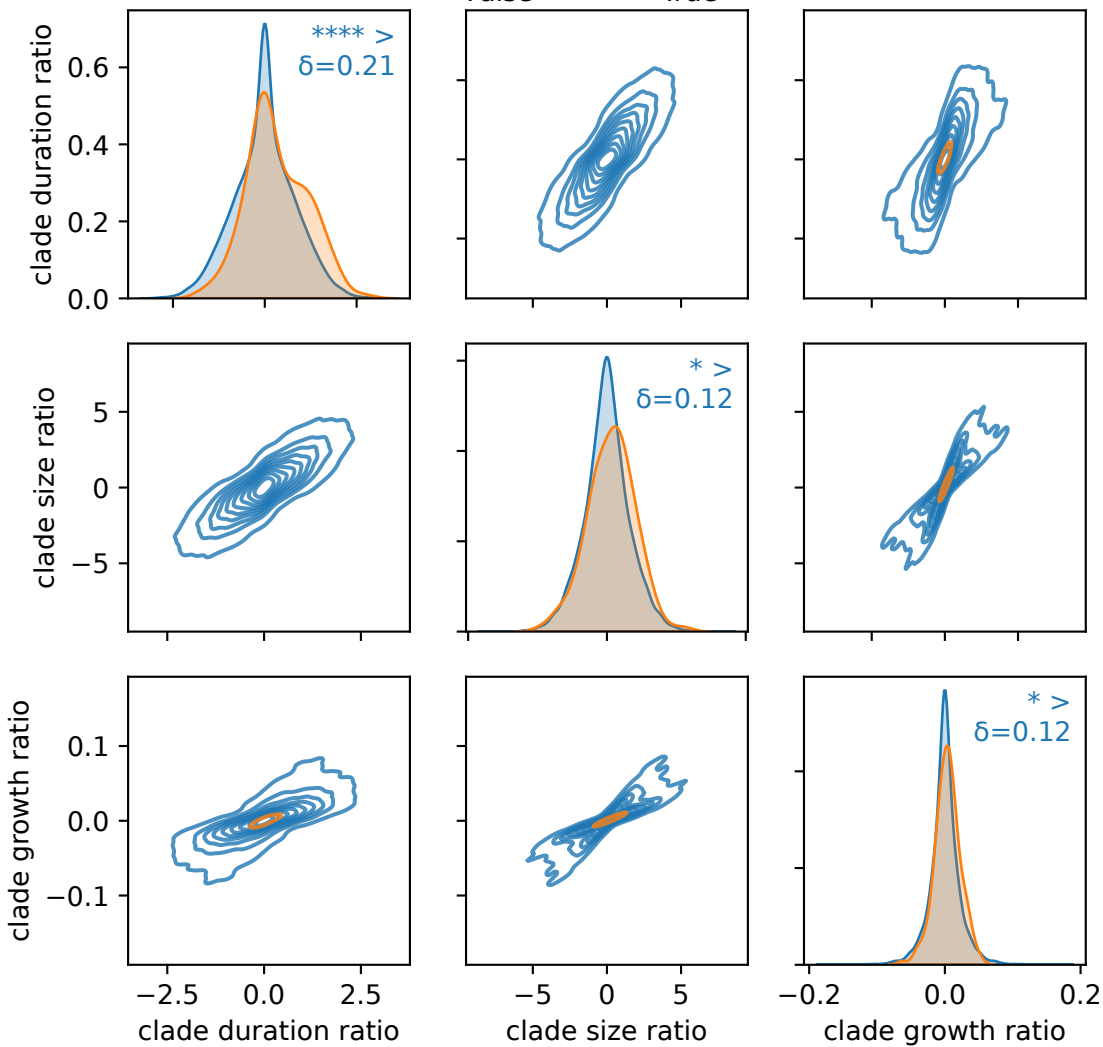 **** >
δ=0.21
clade duration ratio
0.6
0.4
0.2
0.0
* >
δ=0.12
clade size ratio
5
0
−5
* >
δ=0.12
clade growth ratio
0.1
0.0
−0.1
−2.5 0.0 2.5
−5 0 5
−0.2 0.0 0.2
clade duration ratio
clade size ratio
clade growth ratio